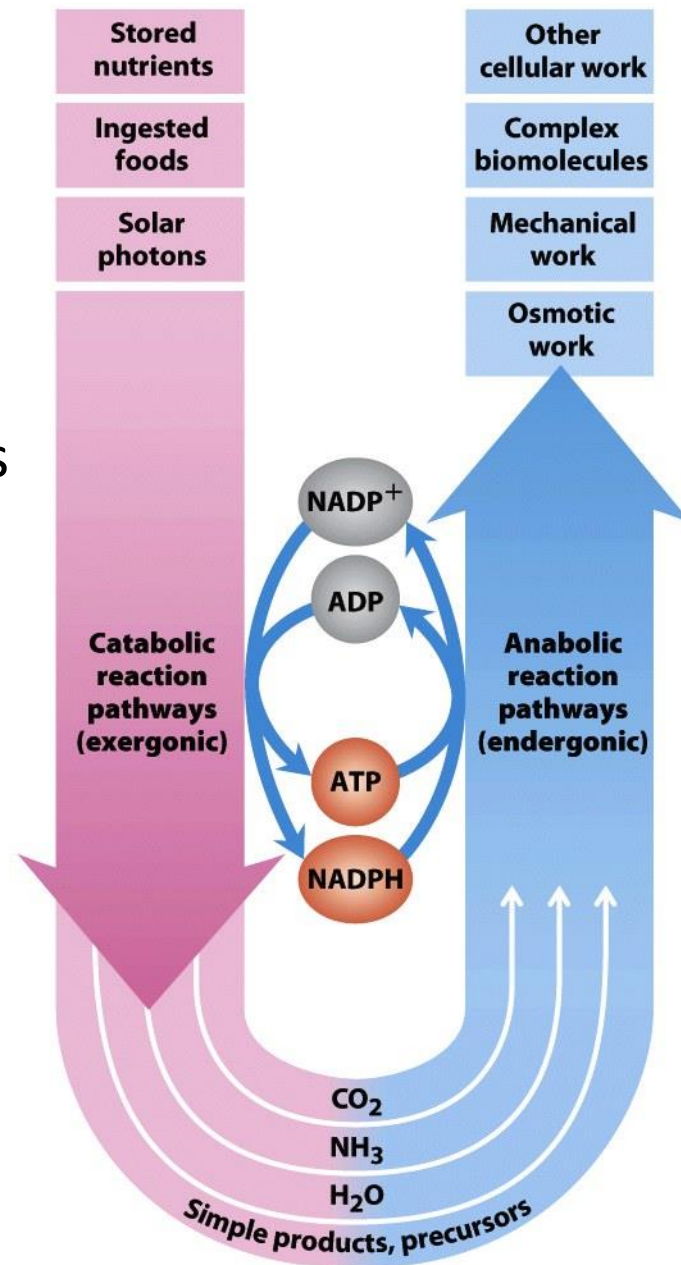 Stored
nutrients
Ingested
foods
Solar
photons
Other
cellular work
Complex
biomolecules
Mechanical
work
Osmotic
work
s
NADP+
ADP
Catabolic
reaction
pathways
(exergonic)
Anabolic
reaction
pathways
(endergonic)
ATP
NADPH
CO2
NH3
H2O
Simple products, precursors